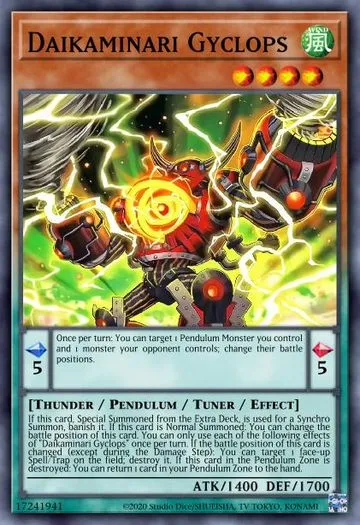 DAIKAMINARI GYCLOPS
WIND
風
Once per turn: You can target 1 Pendulum Monster you control
and 1 monster your opponent controls; change their battle
positions.
5
5
[THUNDER / PENDULUM / TUNER / EFFECT]
If this card, Special Summoned from the Extra Deck, is used for a Synchro
Summon, banish it. If this card is Normal Summoned: You can change the
battle position of this card. You can only use each of the following effects
of "Daikaminari Gyclops" once per turn. If the battle position of this card is
changed (except during the Damage Step): You can target 1 face-up
Spell/Trap on the field; destroy it. If this card in the Pendulum Zone is
destroyed: You can return 1 card in your Pendulum Zone to the hand.
ATK/1400 DEF/1700
17241941
©2020 Studio Dice/SHUEISHA, TV TOKYO, KONAMI